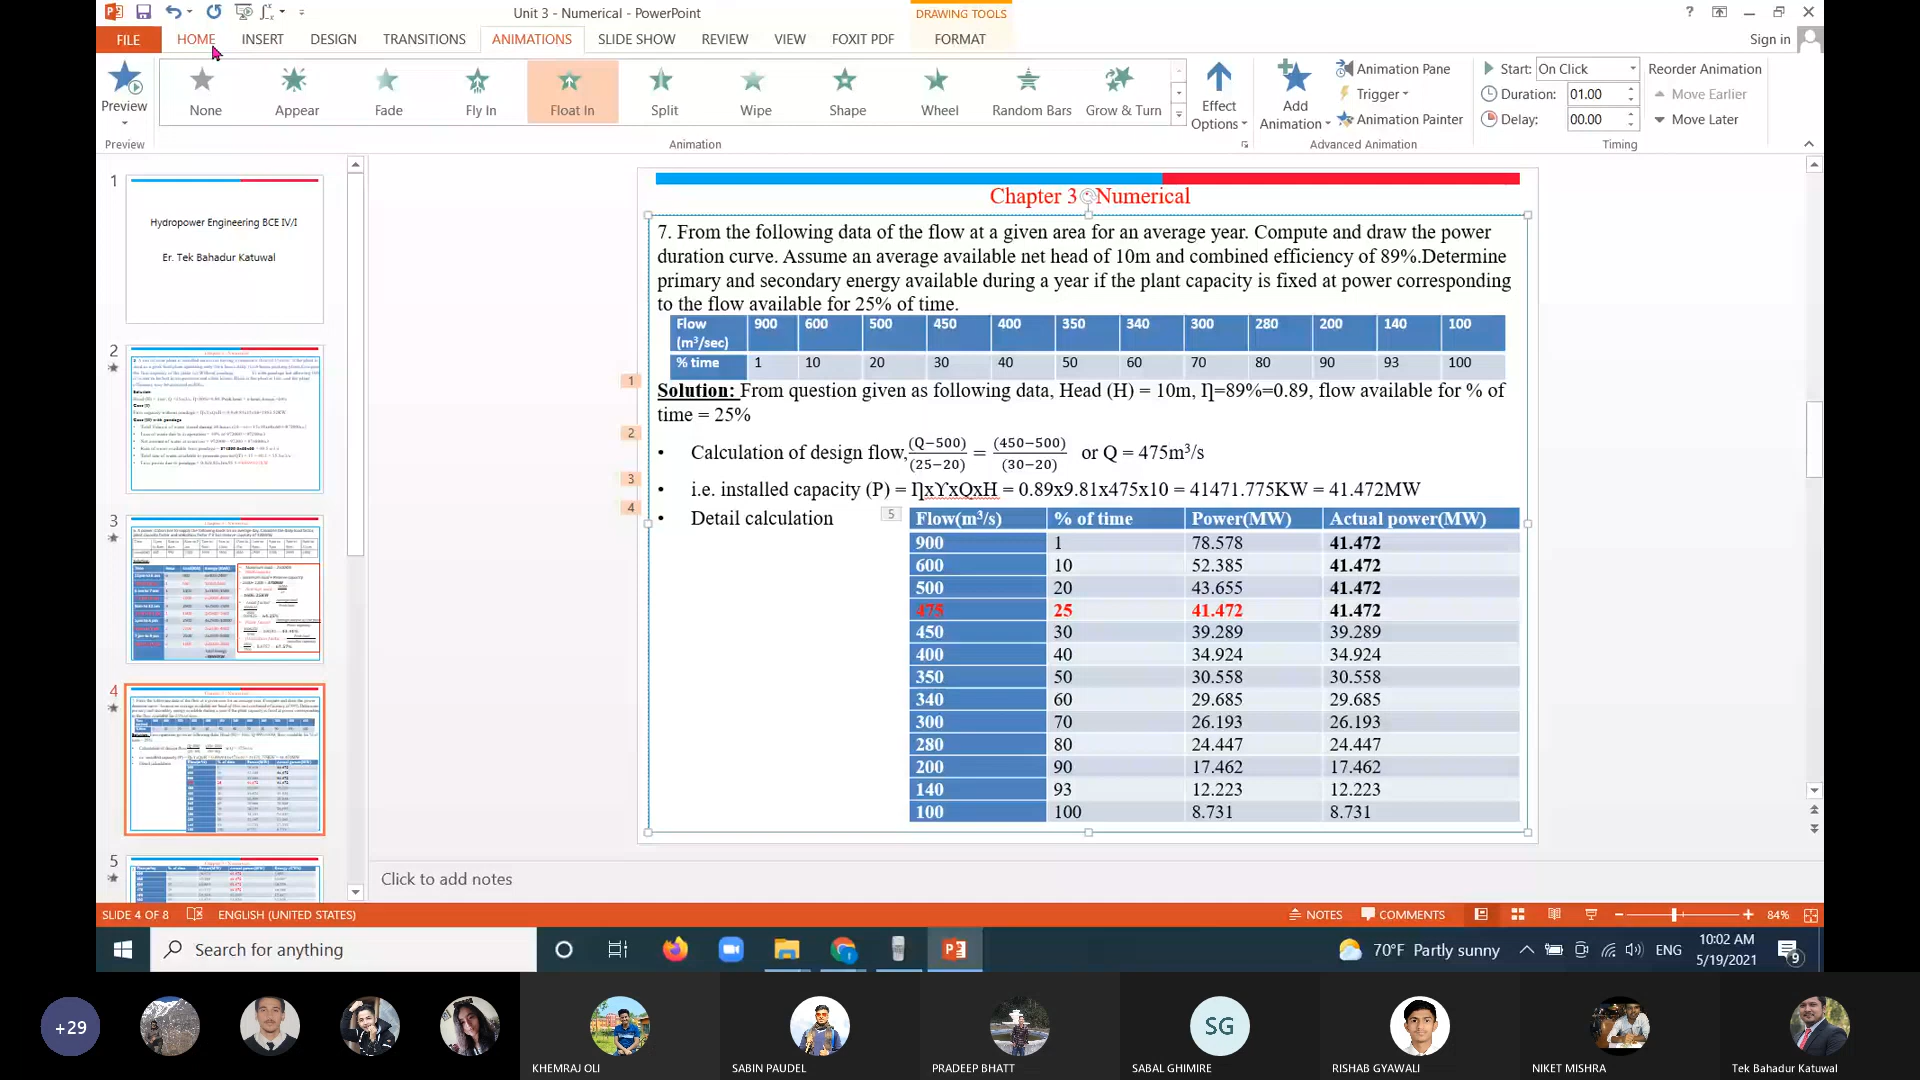 Unit 3 - Numerical - PowerPoint
DRAWING TOOLS
FILE HOME INSERT DESIGN TRANSITIONS ANIMATIONS SLIDE SHOW REVIEW VIEW FOXIT PDF FORMAT Sign in
Preview None Appear Fade Fly In Float In Split Wipe Shape Wheel Random Bars Grow & Turn
Effect Options Add Animation
Animation Pane
Trigger
Animation Painter
Start: On Click
Duration: 01.00
Delay: 00.00
Reorder Animation
Move Earlier
Move Later
Preview Animation Advanced Animation Timing
1
Hydropower Engineering BCE IV/I
Er. Tek Bahadur Katuwal
2
3
4
5
Chapter 3 Numerical
7. From the following data of the flow at a given area for an average year. Compute and draw the power
duration curve. Assume an average available net head of 10m and combined efficiency of 89%.Determine
primary and secondary energy available during a year if the plant capacity is fixed at power corresponding
to the flow available for 25% of time.
Flow (m³/sec) 900 600 500 450 400 350 340 300 280 200 140 100
% time 1 10 20 30 40 50 60 70 80 90 93 100
1
Solution: From question given as following data, Head (H) = 10m, Ƞ=89%=0.89, flow available for % of
time = 25%
2
• Calculation of design flow, (Q−500)/(25−20) = (450−500)/(30−20) or Q = 475m³/s
3
• i.e. installed capacity (P) = ȠxϒxQxH = 0.89x9.81x475x10 = 41471.775KW = 41.472MW
4
• Detail calculation
5
Flow(m³/s) % of time Power(MW) Actual power(MW)
900 1 78.578 41.472
600 10 52.385 41.472
500 20 43.655 41.472
475 25 41.472 41.472
450 30 39.289 39.289
400 40 34.924 34.924
350 50 30.558 30.558
340 60 29.685 29.685
300 70 26.193 26.193
280 80 24.447 24.447
200 90 17.462 17.462
140 93 12.223 12.223
100 100 8.731 8.731
Click to add notes
SLIDE 4 OF 8 ENGLISH (UNITED STATES) NOTES COMMENTS 84%
Search for anything
70°F Partly sunny ENG
10:02 AM
5/19/2021
9
+29
SG
KHEMRAJ OLI SABIN PAUDEL PRADEEP BHATT SABAL GHIMIRE RISHAB GYAWALI NIKET MISHRA Tek Bahadur Katuwal